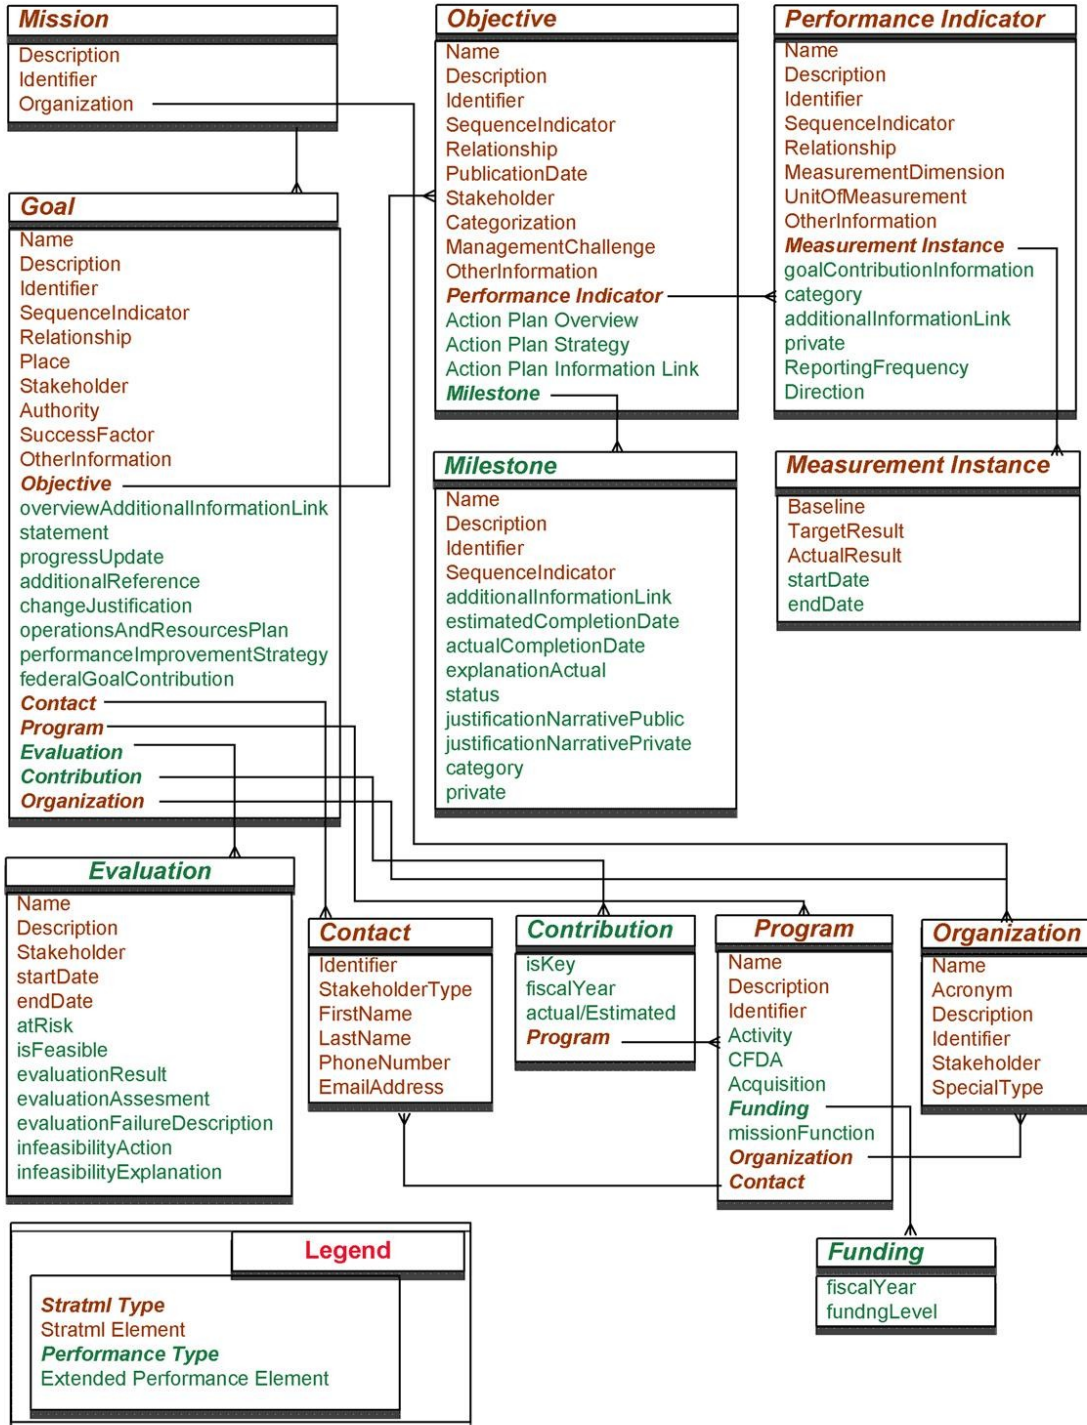 Mission
Description
Identifier
Organization
Goal
Name
Description
Identifier
SequenceIndicator
Relationship
Place
Stakeholder
Authority
SuccessFactor
OtherInformation
Objective
overviewAdditionalInformationLink
statement
progressUpdate
additionalReference
changeJustification
operationsAndResourcesPlan
performanceImprovementStrategy
federalGoalContribution
Contact
Program
Evaluation
Contribution
Organization
Objective
Name
Description
Identifier
SequenceIndicator
Relationship
PublicationDate
Stakeholder
Categorization
ManagementChallenge
OtherInformation
Performance Indicator
Action Plan Overview
Action Plan Strategy
Action Plan Information Link
Milestone
Performance Indicator
Name
Description
Identifier
SequenceIndicator
Relationship
MeasurementDimension
UnitOfMeasurement
OtherInformation
Measurement Instance
goalContributionInformation
category
additionalInformationLink
private
ReportingFrequency
Direction
Milestone
Name
Description
Identifier
SequenceIndicator
additionalInformationLink
estimatedCompletionDate
actualCompletionDate
explanationActual
status
justificationNarrativePublic
justificationNarrativePrivate
category
private
Measurement Instance
Baseline
TargetResult
ActualResult
startDate
endDate
Evaluation
Name
Description
Stakeholder
startDate
endDate
atRisk
isFeasible
evaluationResult
evaluationAssesment
evaluationFailureDescription
infeasibilityAction
infeasibilityExplanation
Contact
Identifier
StakeholderType
FirstName
LastName
PhoneNumber
EmailAddress
Contribution
isKey
fiscalYear
actual/Estimated
Program
Program
Name
Description
Identifier
Activity
CFDA
Acquisition
Funding
missionFunction
Organization
Contact
Organization
Name
Acronym
Description
Identifier
Stakeholder
SpecialType
Funding
fiscalYear
fundngLevel
Legend
Stratml Type
Stratml Element
Performance Type
Extended Performance Element